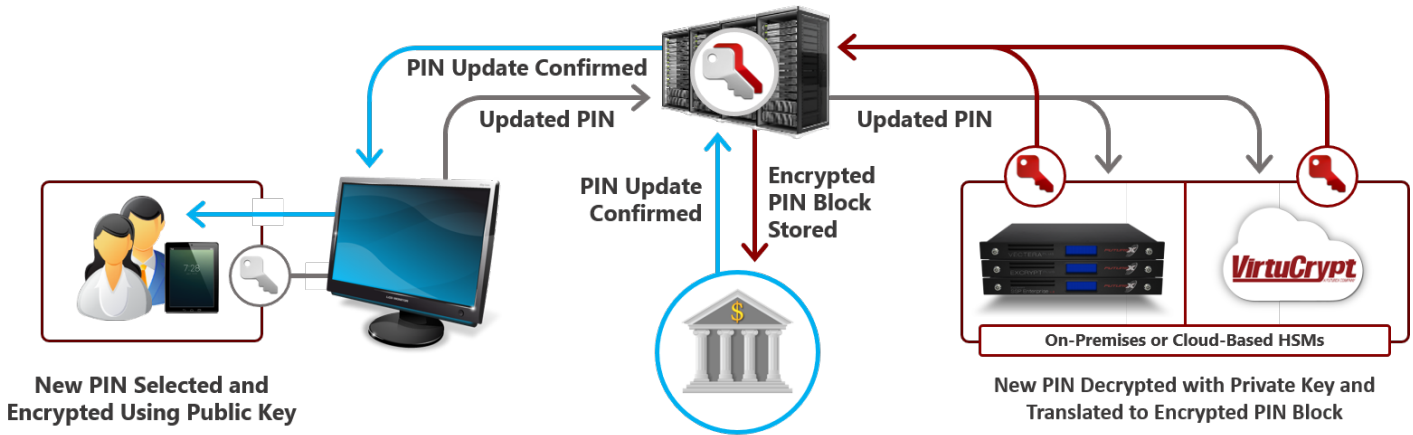 PIN Update Confirmed
Updated PIN
Updated PIN
PIN Update
Confirmed
Encrypted
PIN Block
Stored
7:28
$
VirtuCrypt
On-Premises or Cloud-Based HSMs
New PIN Selected and
Encrypted Using Public Key
New PIN Decrypted with Private Key and
Translated to Encrypted PIN Block